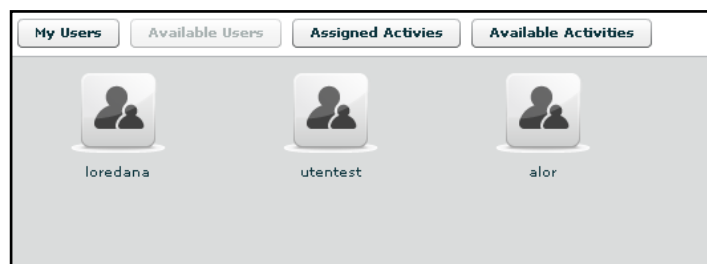 My Users Available Users Assigned Activies Available Activities
loredana utentest alor